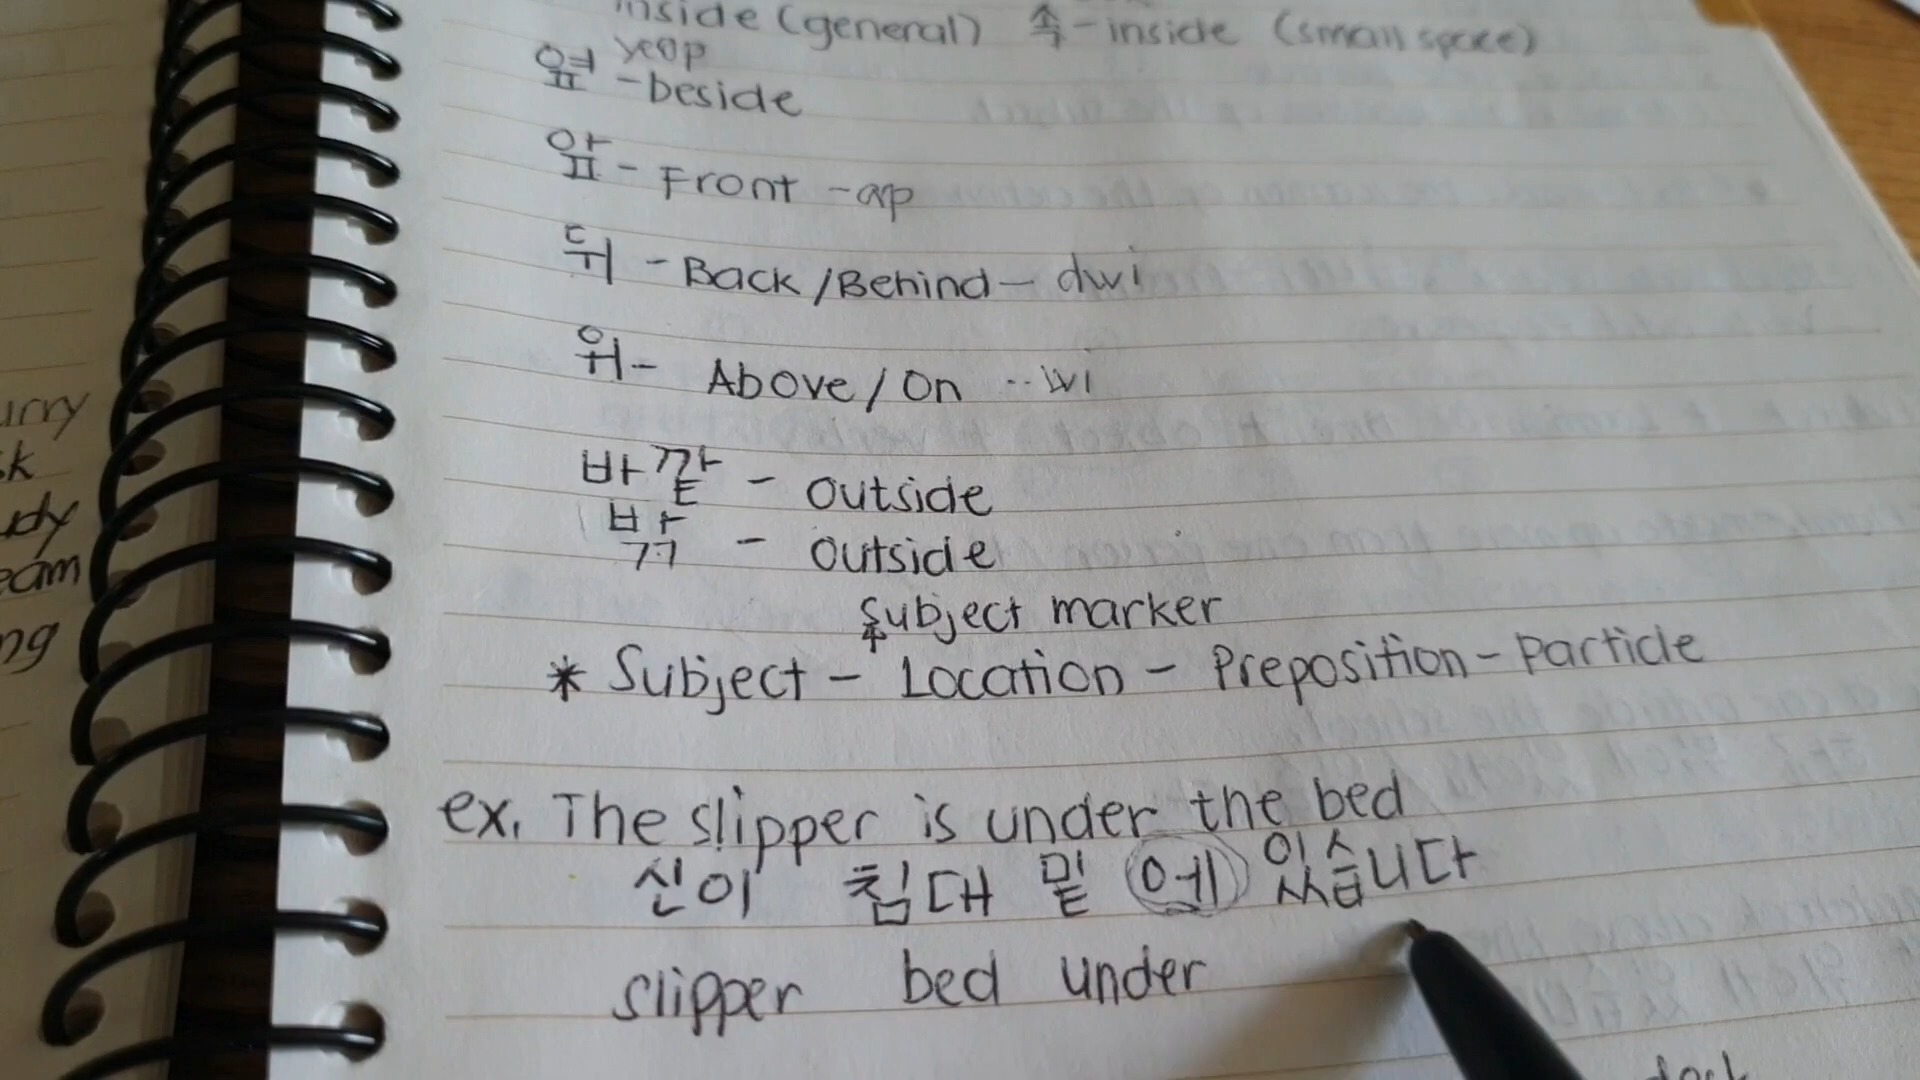 inside (general) 속 - inside (small space)
옆 yeop
- beside
앞 - Front - ap
뒤 - Back / Behind - dwi
위 - Above / On -- wi
바깥 - outside
밖 - outside
Subject marker
* Subject - Location - Preposition - Particle
ex. The slipper is under the bed
신이 침대 밑 에 있습니다
slipper bed under